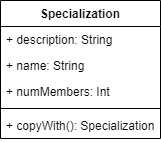 Specialization
+ description: String
+ name: String
+ numMembers: Int
+ copyWith(): Specialization